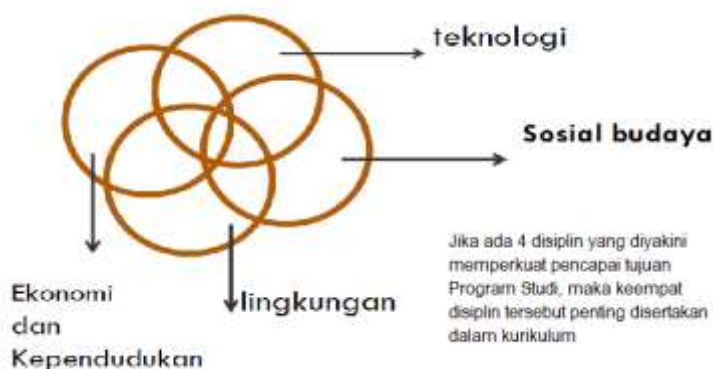 teknologi
Sosial budaya
Jika ada 4 disiplin yang diyakini
memperkuat pencapai tujuan
Program Studi, maka keempat
disiplin tersebut penting disertakan
dalam kurikulum
lingkungan
Ekonomi
dan
Kependudukan